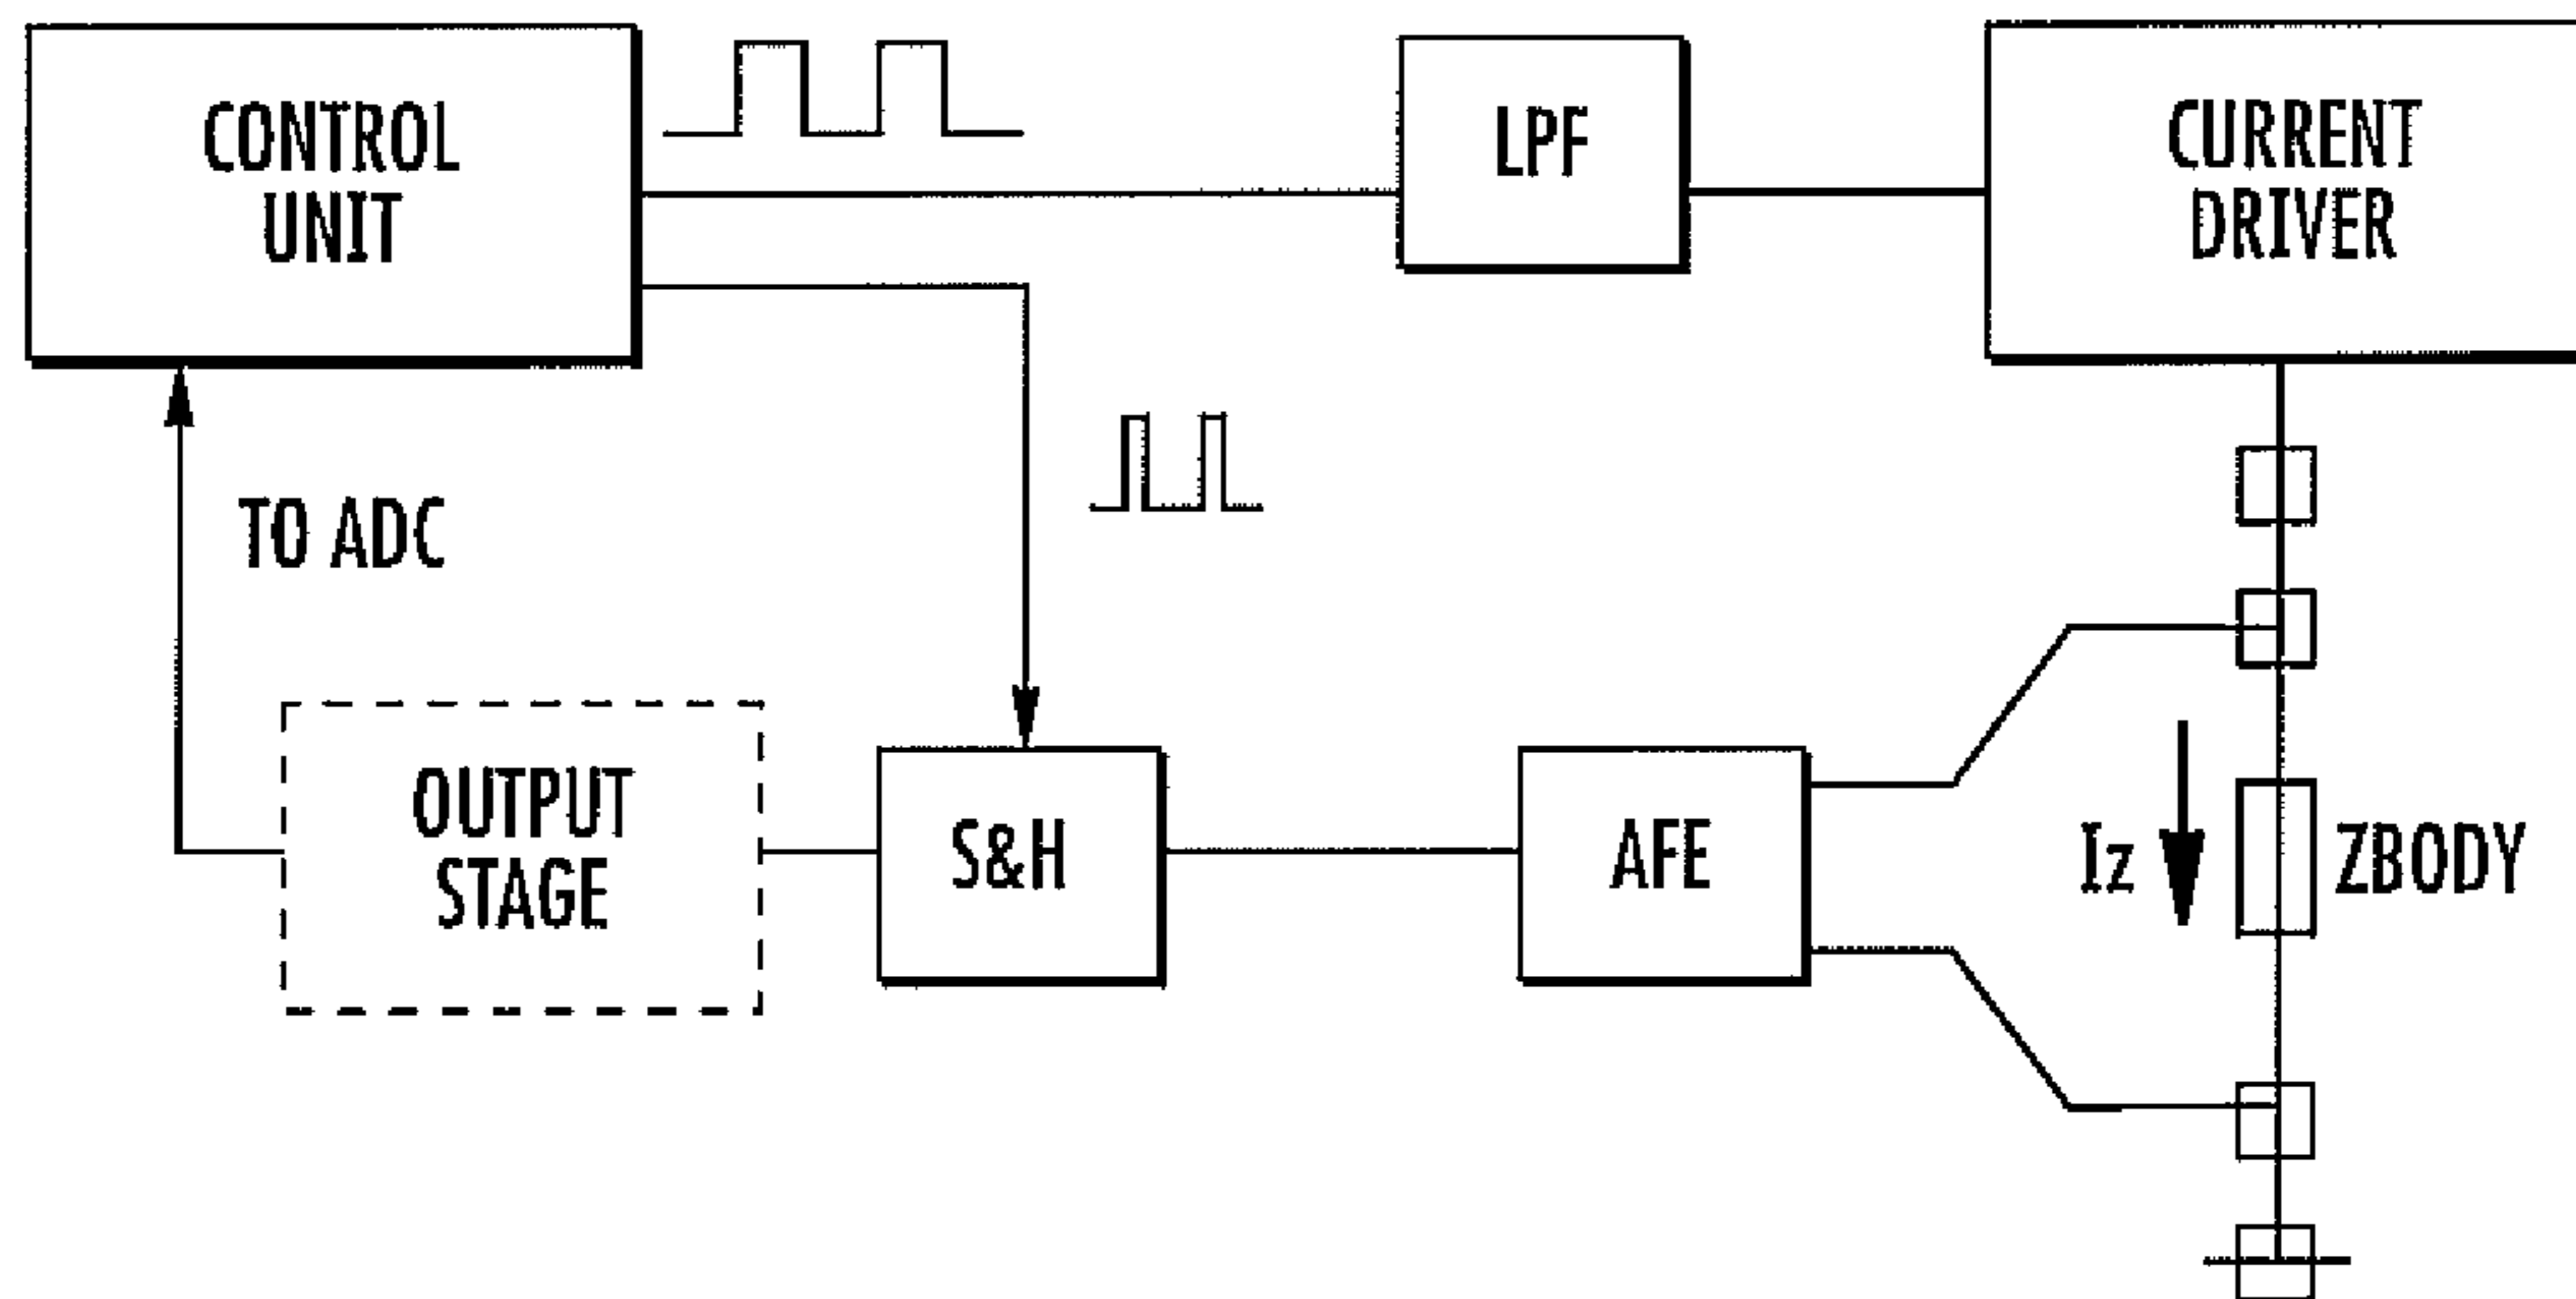 CONTROL
UNIT
LPF
CURRENT
DRIVER
TO ADC
OUTPUT
STAGE
S&H
AFE
Iz
ZBODY